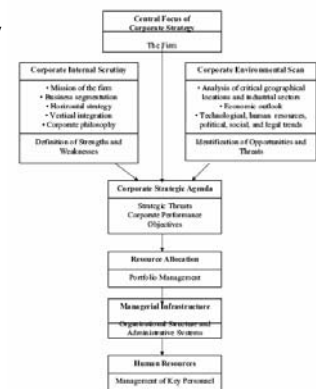 Central Focus of
Corporate Strategy
The Firm
Corporate Internal Scrutiny
• Mission of the firm
• Business segmentation
• Horizontal strategy
• Vertical integration
• Corporate philosophy
Definition of Strengths and
Weaknesses
Corporate Environmental Scan
• Analysis of critical geographical
locations and industrial sectors
• Economic outlook
• Technological, human resources,
political, social, and legal trends
Identification of Opportunities and
Threats
Corporate Strategic Agenda
Strategic Thrusts
Corporate Performance
Objectives
Resource Allocation
Portfolio Management
Managerial Infrastructure
Organizational Structure and
Administrative Systems
Human Resources
Management of Key Personnel